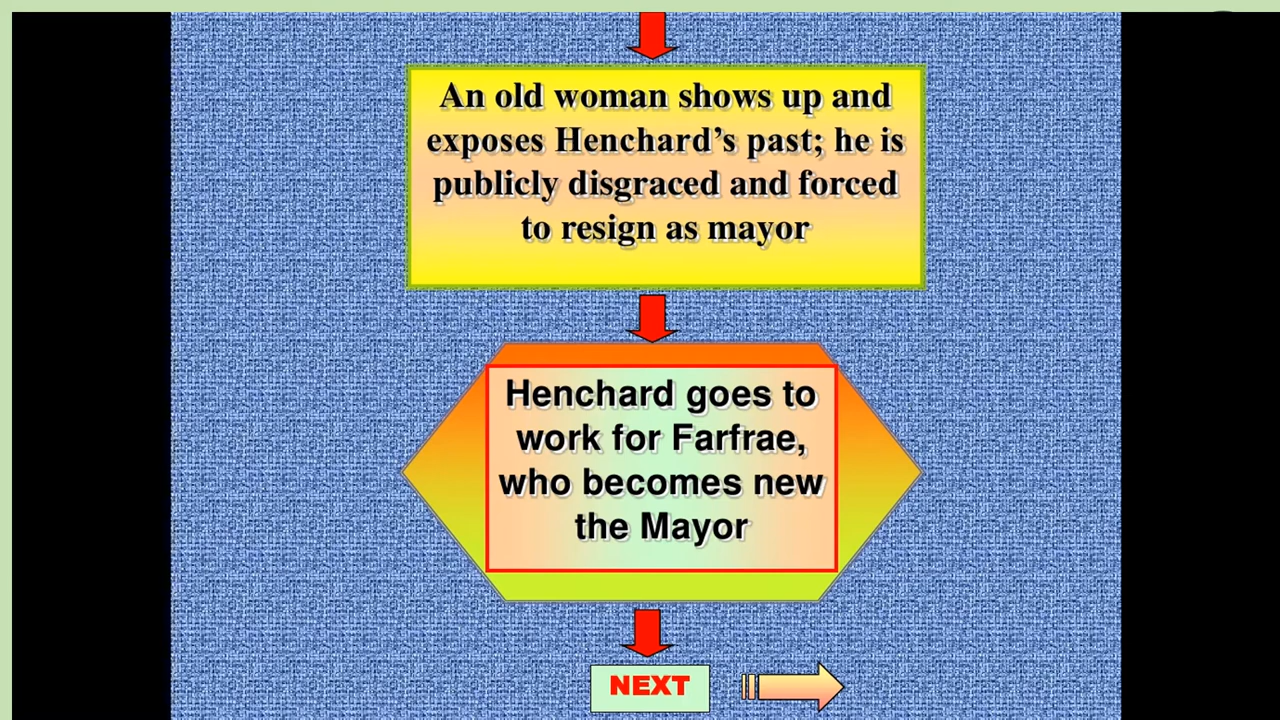 An old woman shows up and
exposes Henchard's past; he is
publicly disgraced and forced
to resign as mayor
Henchard goes to
work for Farfrae,
who becomes new
the Mayor
NEXT